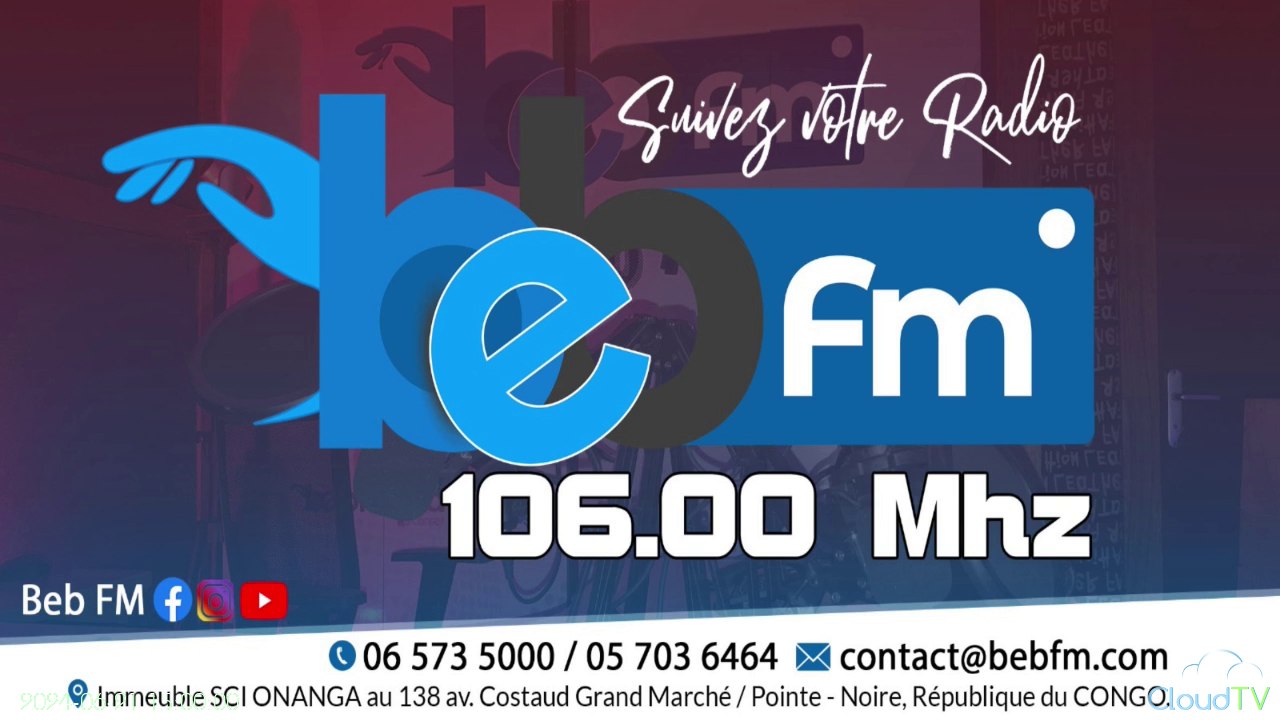 Suivez votre Radio
beb fm
106.00 Mhz
Beb FM
06 573 5000 / 05 703 6464 contact@bebfm.com
Immeuble SCI ONANGA au 138 av. Costaud Grand Marché / Pointe - Noire, République du CONGO.
CloudTV